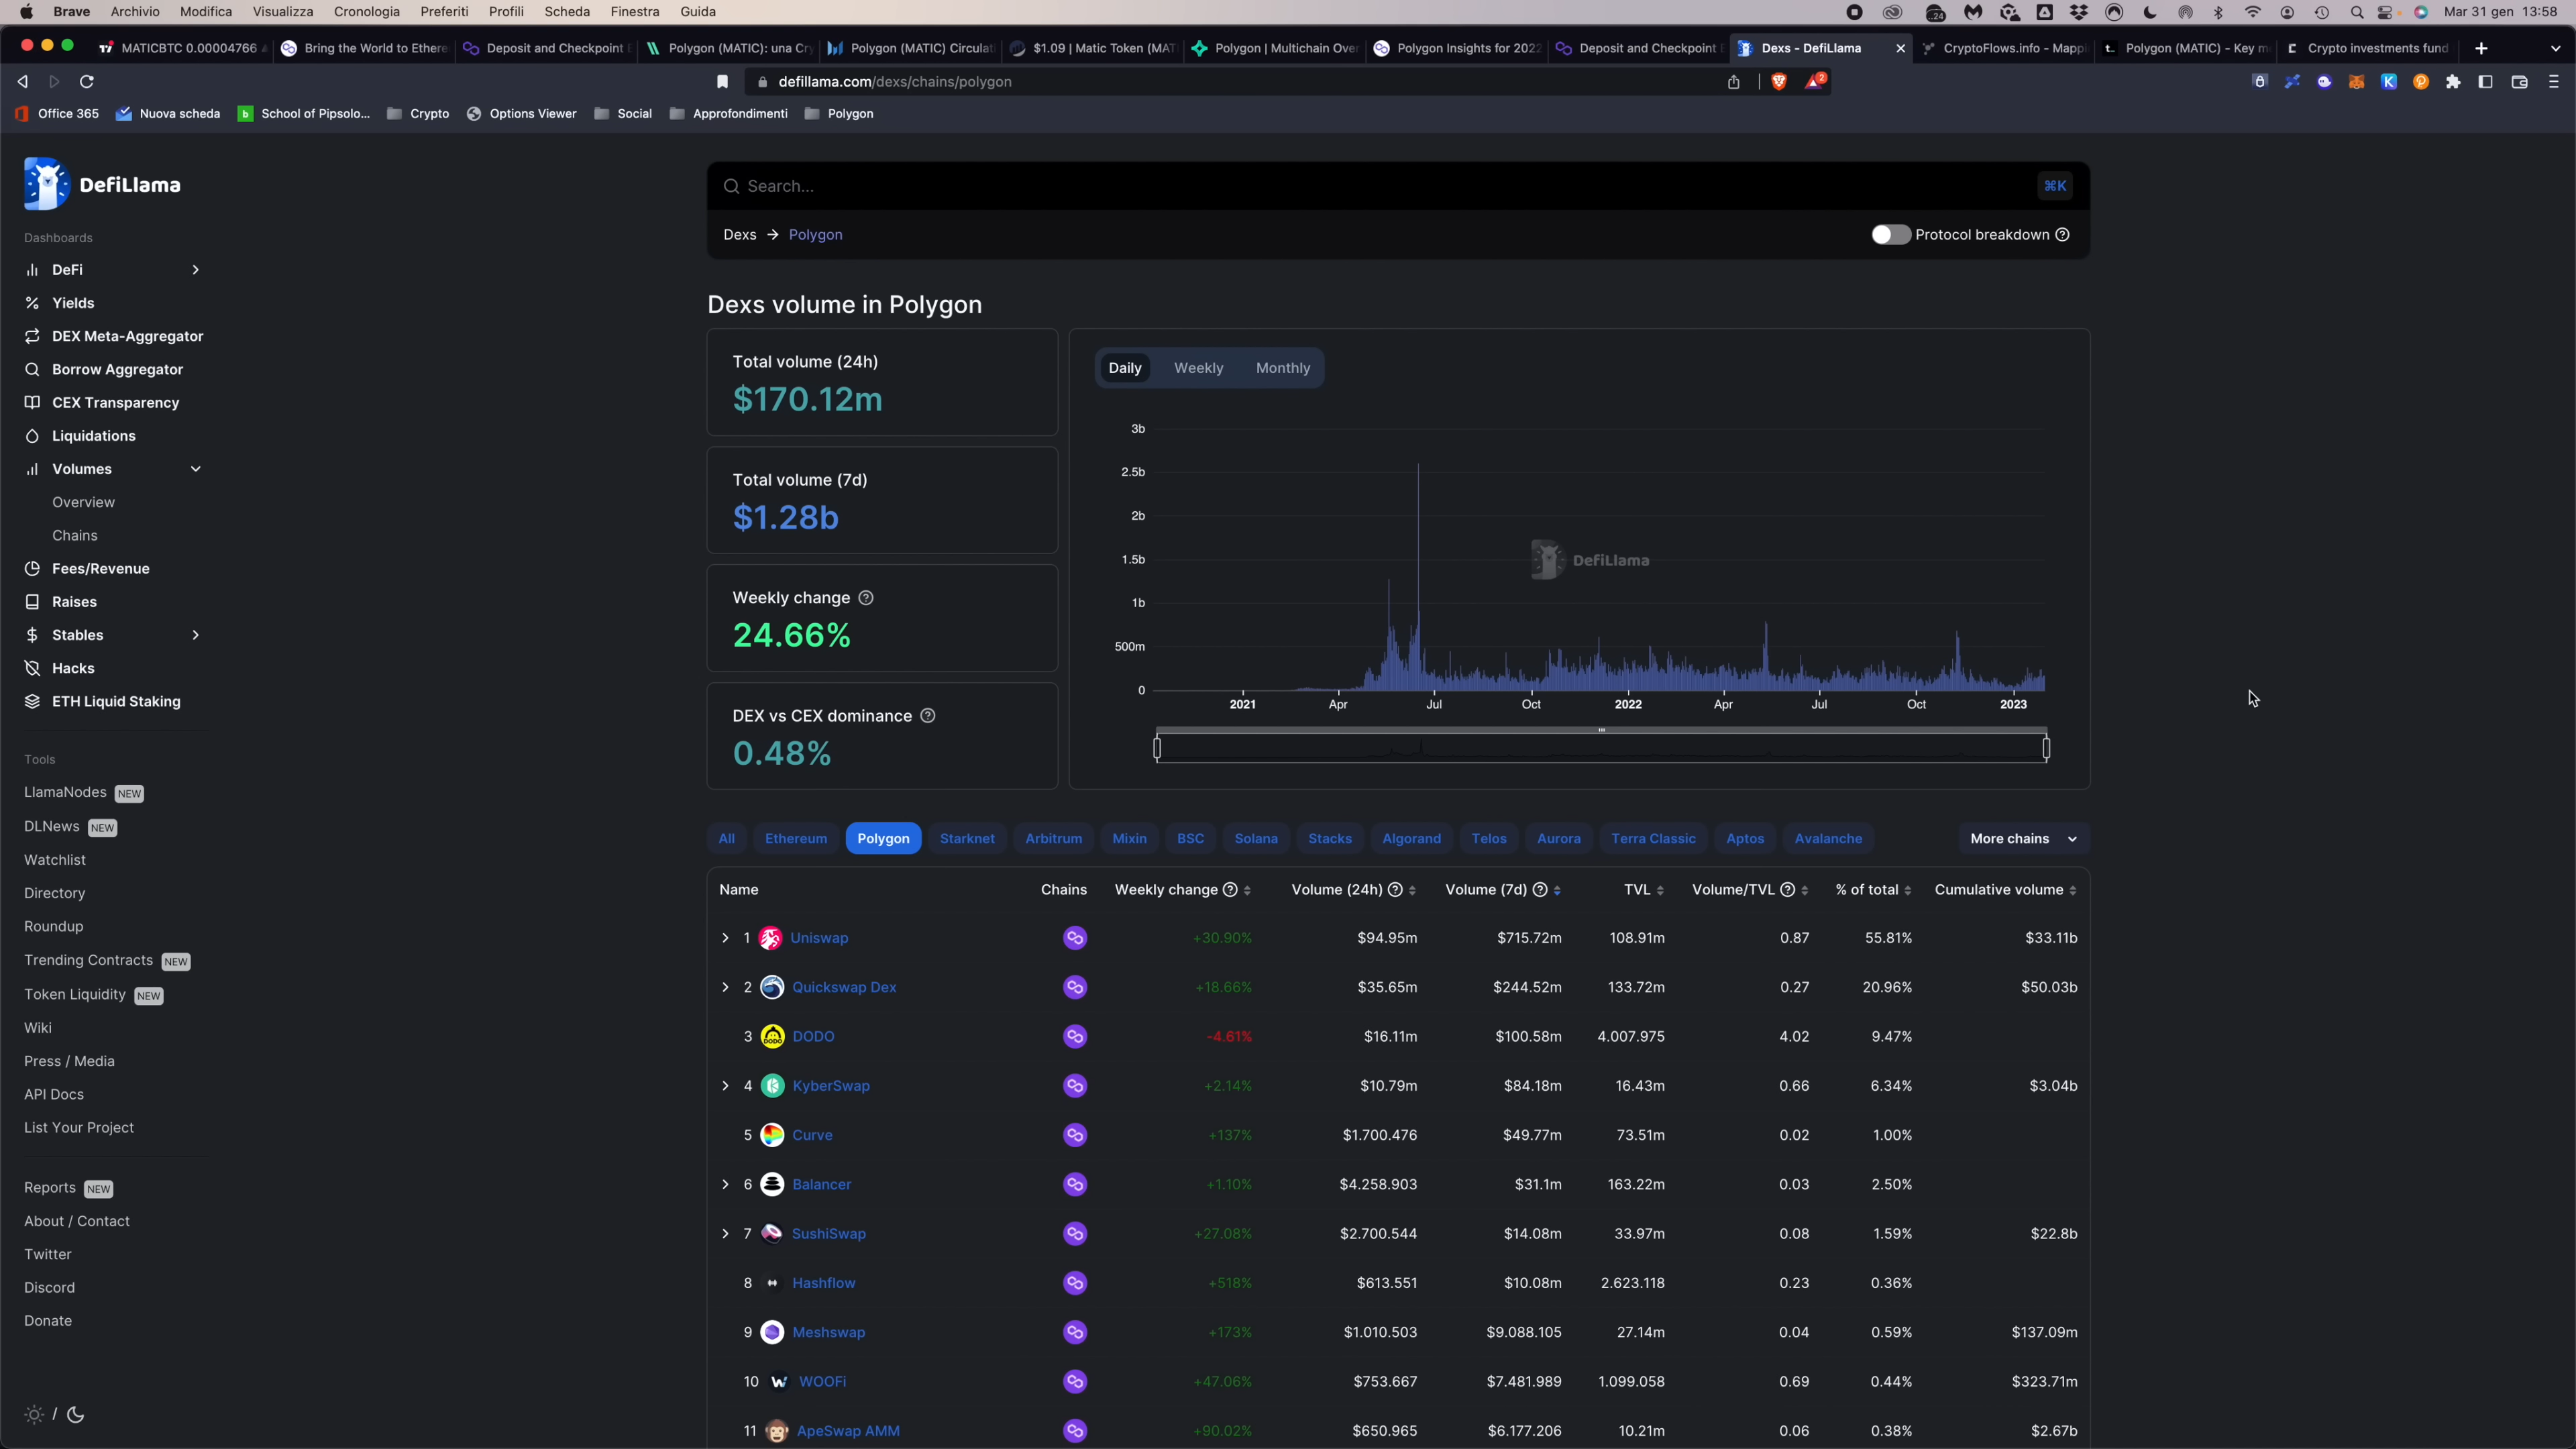 Brave Archivio Modifica Visualizza Cronologia Preferiti Profili Scheda Finestra Guida
24 Mar 31 gen 13:58
MATICBTC 0.00004766
Bring the World to Ethere
Deposit and Checkpoint
Polygon (MATIC): una Cry
Polygon (MATIC) Circulat
$1.09 | Matic Token (MAT
Polygon | Multichain Over
Polygon Insights for 2022
Deposit and Checkpoint
Dexs - DefiLlama
CryptoFlows.info - Mappi
Polygon (MATIC) - Key m
Crypto investments fund
defillama.com/dexs/chains/polygon
2
Office 365 Nuova scheda School of Pipsolo... Crypto Options Viewer Social Approfondimenti Polygon
DefiLlama
Dashboards
DeFi
Yields
DEX Meta-Aggregator
Borrow Aggregator
CEX Transparency
Liquidations
Volumes
Overview
Chains
Fees/Revenue
Raises
Stables
Hacks
ETH Liquid Staking
Tools
LlamaNodes NEW
DLNews NEW
Watchlist
Directory
Roundup
Trending Contracts NEW
Token Liquidity NEW
Wiki
Press / Media
API Docs
List Your Project
Reports NEW
About / Contact
Twitter
Discord
Donate
/
Search... ⌘K
Dexs → Polygon Protocol breakdown
Dexs volume in Polygon
Total volume (24h)
$170.12m
Total volume (7d)
$1.28b
Weekly change
24.66%
DEX vs CEX dominance
0.48%
Daily Weekly Monthly
3b
2.5b
2b
1.5b
1b
500m
0
DefiLlama
2021 Apr Jul Oct 2022 Apr Jul Oct 2023
All Ethereum Polygon Starknet Arbitrum Mixin BSC Solana Stacks Algorand Telos Aurora Terra Classic Aptos Avalanche More chains
Name Chains Weekly change Volume (24h) Volume (7d) TVL Volume/TVL % of total Cumulative volume
1 Uniswap +30.90% $94.95m $715.72m 108.91m 0.87 55.81% $33.11b
2 Quickswap Dex +18.66% $35.65m $244.52m 133.72m 0.27 20.96% $50.03b
3 DODO -4.61% $16.11m $100.58m 4.007.975 4.02 9.47%
4 KyberSwap +2.14% $10.79m $84.18m 16.43m 0.66 6.34% $3.04b
5 Curve +137% $1.700.476 $49.77m 73.51m 0.02 1.00%
6 Balancer +1.10% $4.258.903 $31.1m 163.22m 0.03 2.50%
7 SushiSwap +27.08% $2.700.544 $14.08m 33.97m 0.08 1.59% $22.8b
8 Hashflow +518% $613.551 $10.08m 2.623.118 0.23 0.36%
9 Meshswap +173% $1.010.503 $9.088.105 27.14m 0.04 0.59% $137.09m
10 WOOFi +47.06% $753.667 $7.481.989 1.099.058 0.69 0.44% $323.71m
11 ApeSwap AMM +90.02% $650.965 $6.177.206 10.21m 0.06 0.38% $2.67b